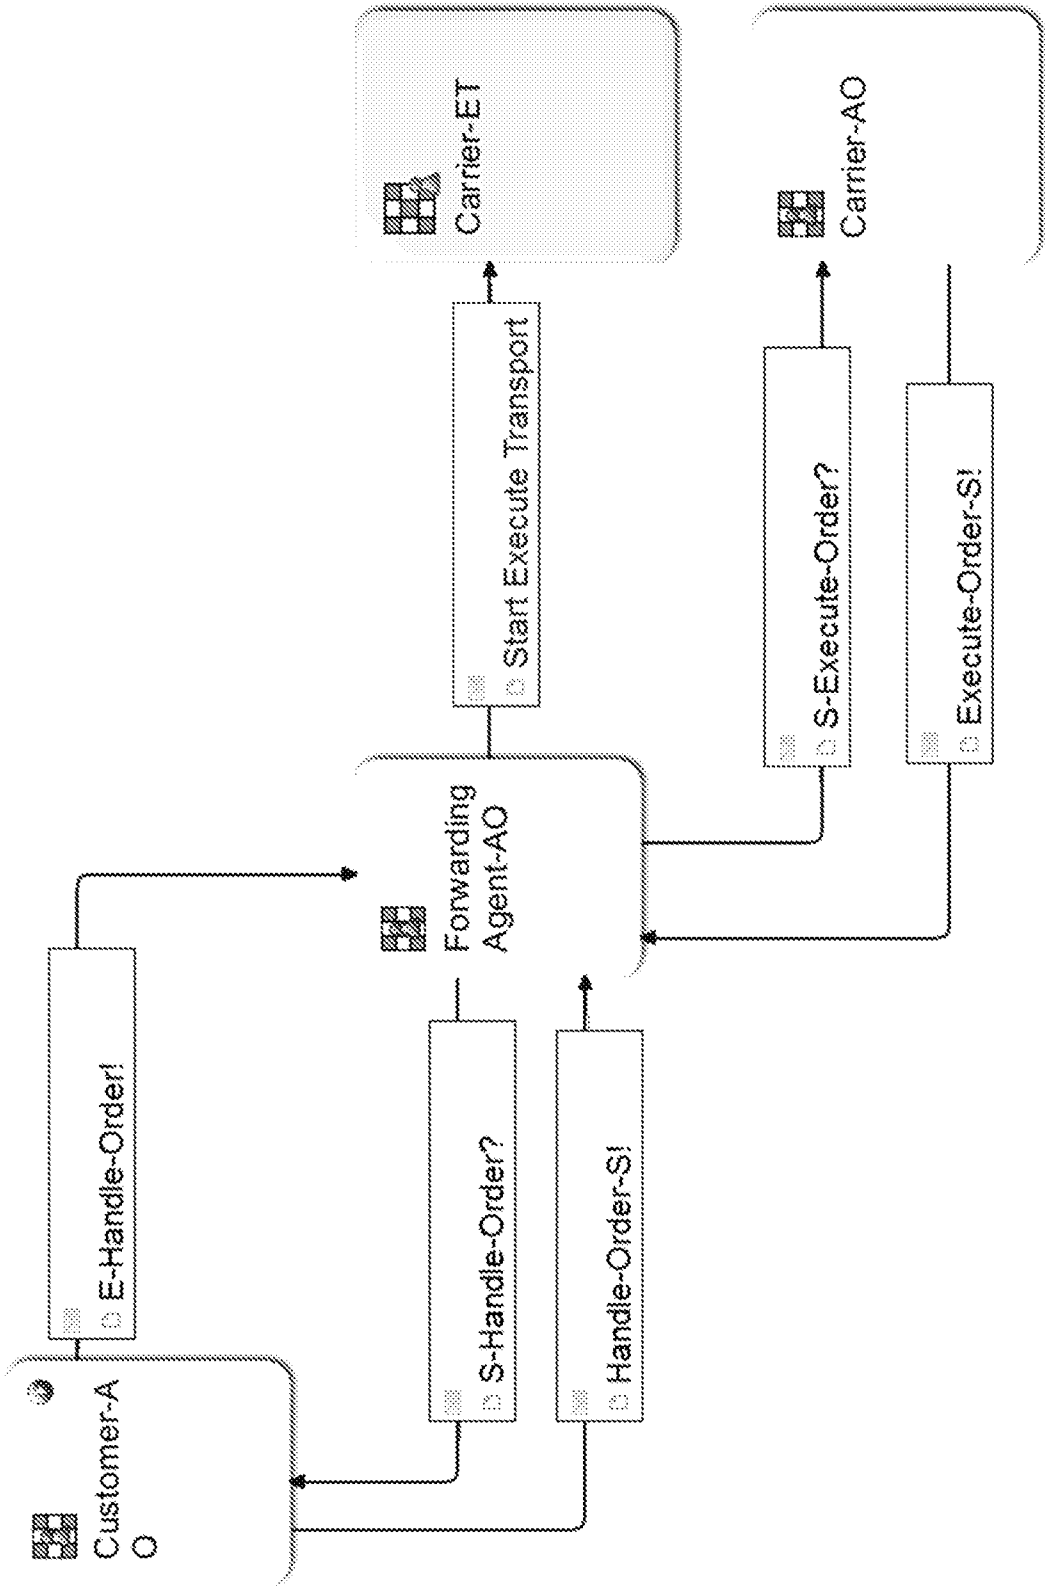 Customer-A
O
E-Handle-Order!
S-Handle-Order?
Handle-Order-S!
Forwarding
Agent-AO
Start Execute Transport
S-Execute-Order?
Execute-Order-S!
Carrier-ET
Carrier-AO